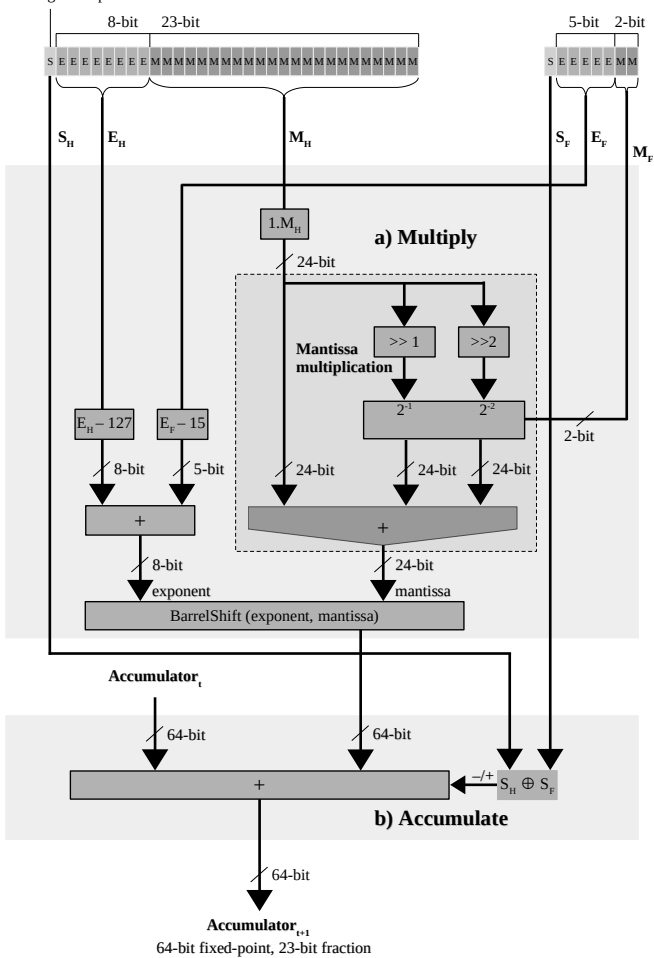 8-bit 23-bit 5-bit 2-bit
S E E E E E E E E M M M M M M M M M M M M M M M M M M M M M M M S E E E E E M M
S_H E_H M_H S_F E_F M_F
1.M_H
a) Multiply
24-bit
>> 1 >>2
Mantissa
multiplication
2^-1 2^-2
E_H – 127 E_F – 15
2-bit
8-bit 5-bit 24-bit 24-bit 24-bit
+ +
8-bit 24-bit
exponent mantissa
BarrelShift (exponent, mantissa)
Accumulator_t
64-bit 64-bit
+ –/+ S_H ⊕ S_F
b) Accumulate
64-bit
Accumulator_t+1
64-bit fixed-point, 23-bit fraction